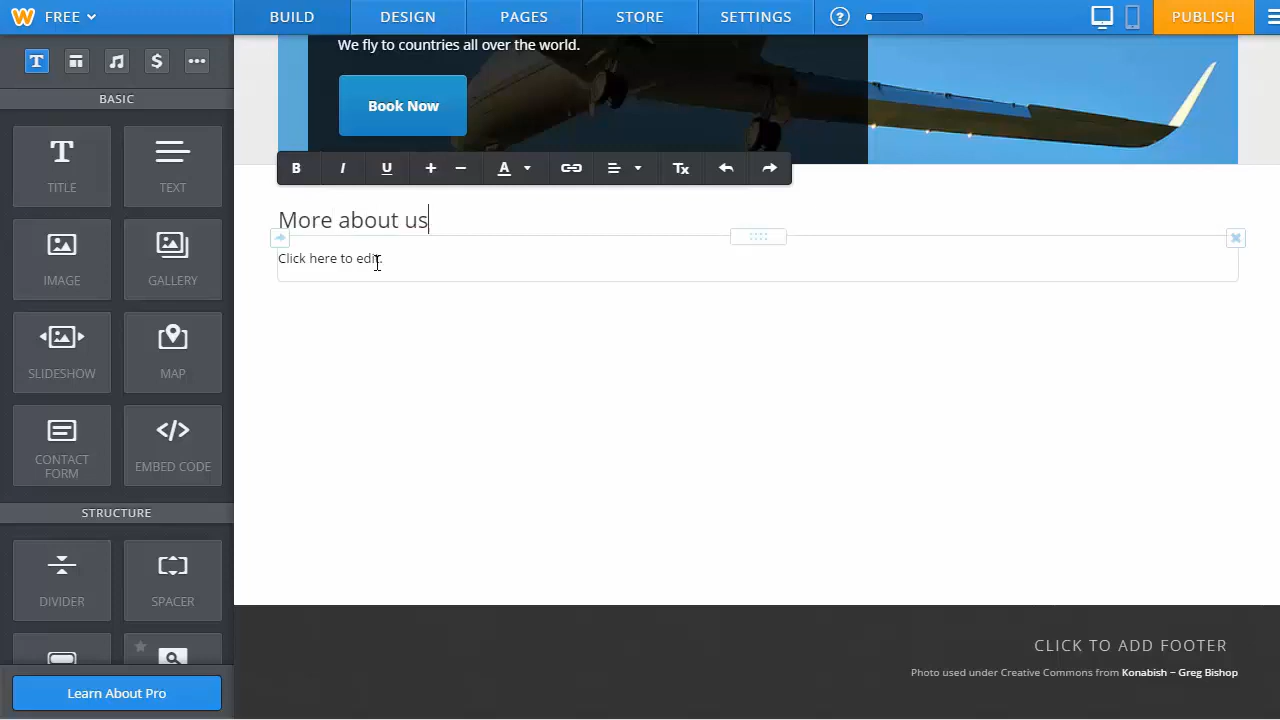 FREE BUILD DESIGN PAGES STORE SETTINGS ? PUBLISH
T $
BASIC
TITLE TEXT
IMAGE GALLERY
SLIDESHOW MAP
CONTACT
FORM EMBED CODE
STRUCTURE
DIVIDER SPACER
Learn About Pro
We fly to countries all over the world.
Book Now
B I U + − A Tx
More about us
Click here to edit.
CLICK TO ADD FOOTER
Photo used under Creative Commons from Konabish ~ Greg Bishop